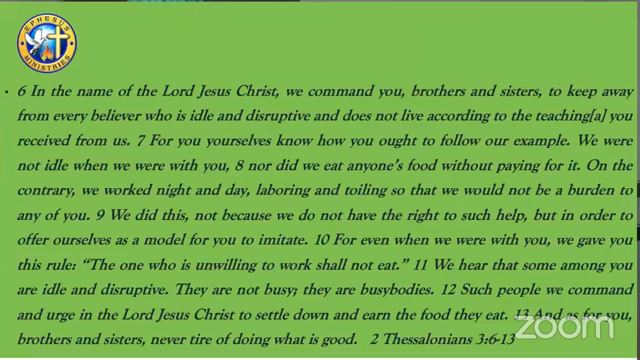 EPHESUS
MINISTRIES
• 6 In the name of the Lord Jesus Christ, we command you, brothers and sisters, to keep away
from every believer who is idle and disruptive and does not live according to the teaching[a] you
received from us. 7 For you yourselves know how you ought to follow our example. We were
not idle when we were with you, 8 nor did we eat anyone's food without paying for it. On the
contrary, we worked night and day, laboring and toiling so that we would not be a burden to
any of you. 9 We did this, not because we do not have the right to such help, but in order to
offer ourselves as a model for you to imitate. 10 For even when we were with you, we gave you
this rule: “The one who is unwilling to work shall not eat.” 11 We hear that some among you
are idle and disruptive. They are not busy; they are busybodies. 12 Such people we command
and urge in the Lord Jesus Christ to settle down and earn the food they eat. 13 And as for you,
brothers and sisters, never tire of doing what is good. 2 Thessalonians 3:6-13
zoom